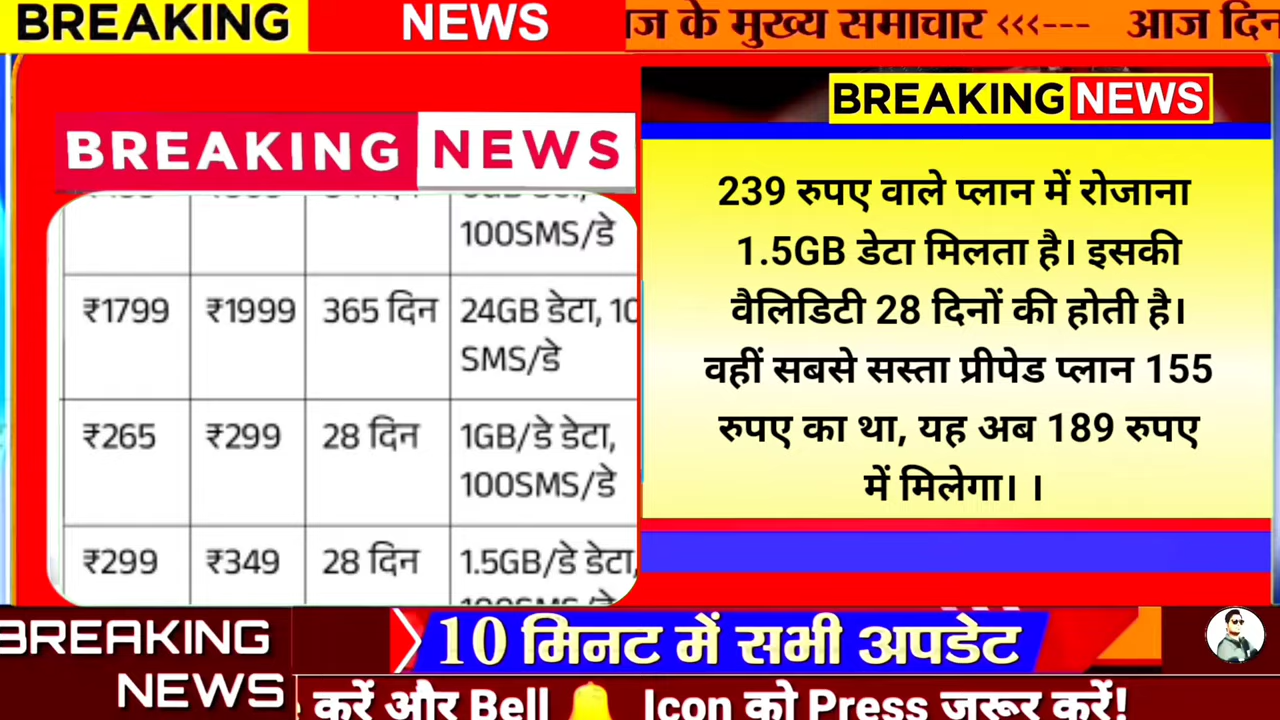 BREAKING NEWS
के मुख्य समाचार ‹‹‹--- आज दिन
BREAKING NEWS
BREAKING NEWS
100SMS/डे
₹1799 ₹1999 365 दिन 24GB डेटा, 10
SMS/डे
₹265 ₹299 28 दिन 1GB/डे डेटा,
100SMS/डे
₹299 ₹349 28 दिन 1.5GB/डे डेटा,
239 रुपए वाले प्लान में रोजाना
1.5GB डेटा मिलता है। इसकी
वैलिडिटी 28 दिनों की होती है।
वहीं सबसे सस्ता प्रीपेड प्लान 155
रुपए का था, यह अब 189 रुपए
में मिलेगा। ।
BREAKING
NEWS
10 मिनट में सभी अपडेट
करें और Bell Icon को Press जरूर करें!